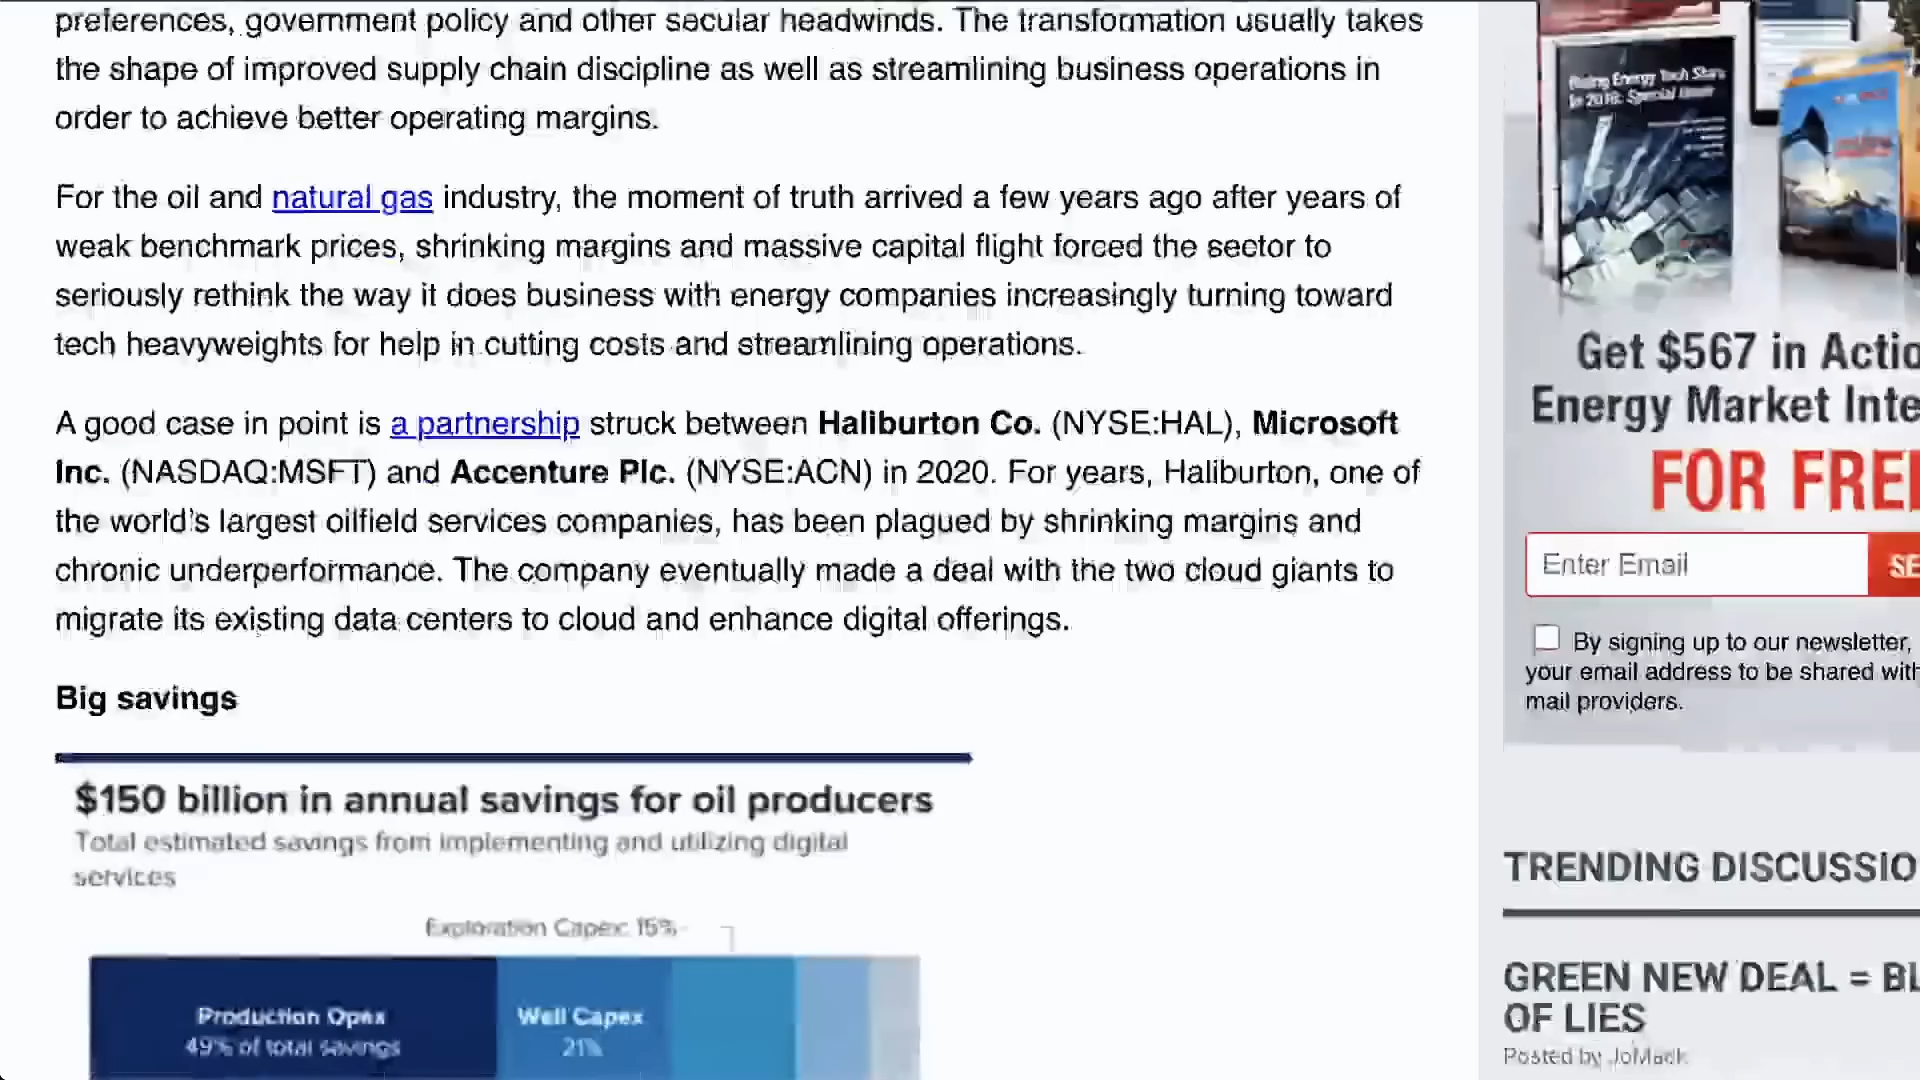 preferences, government policy and other secular headwinds. The transformation usually takes
the shape of improved supply chain discipline as well as streamlining business operations in
order to achieve better operating margins.
For the oil and natural gas industry, the moment of truth arrived a few years ago after years of
weak benchmark prices, shrinking margins and massive capital flight forced the sector to
seriously rethink the way it does business with energy companies increasingly turning toward
tech heavyweights for help in cutting costs and streamlining operations.
A good case in point is a partnership struck between Haliburton Co. (NYSE:HAL), Microsoft
Inc. (NASDAQ:MSFT) and Accenture Plc. (NYSE:ACN) in 2020. For years, Haliburton, one of
the world's largest oilfield services companies, has been plagued by shrinking margins and
chronic underperformance. The company eventually made a deal with the two cloud giants to
migrate its existing data centers to cloud and enhance digital offerings.
Big savings
$150 billion in annual savings for oil producers
Total estimated savings from implementing and utilizing digital
services
Exploration Capex: 15%
Production Opex
49% of total savings
Well Capex
21%
Rising Energy Tech Stars
In 2018: Special Issue
Get $567 in Actio
Energy Market Inte
FOR FREE
Enter Email
SE
By signing up to our newsletter,
your email address to be shared with
mail providers.
TRENDING DISCUSSIO
GREEN NEW DEAL = BL
OF LIES
Posted by JoMack